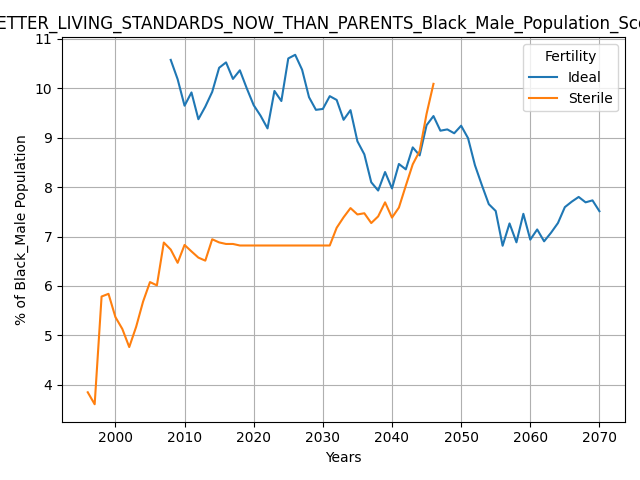 ETTER_LIVING_STANDARDS_NOW_THAN_PARENTS_Black_Male_Population_Sc
11
10
9
8
7
6
5
4
% of Black_Male Population
Fertility
Ideal
Sterile
2000 2010 2020 2030 2040 2050 2060 2070
Years